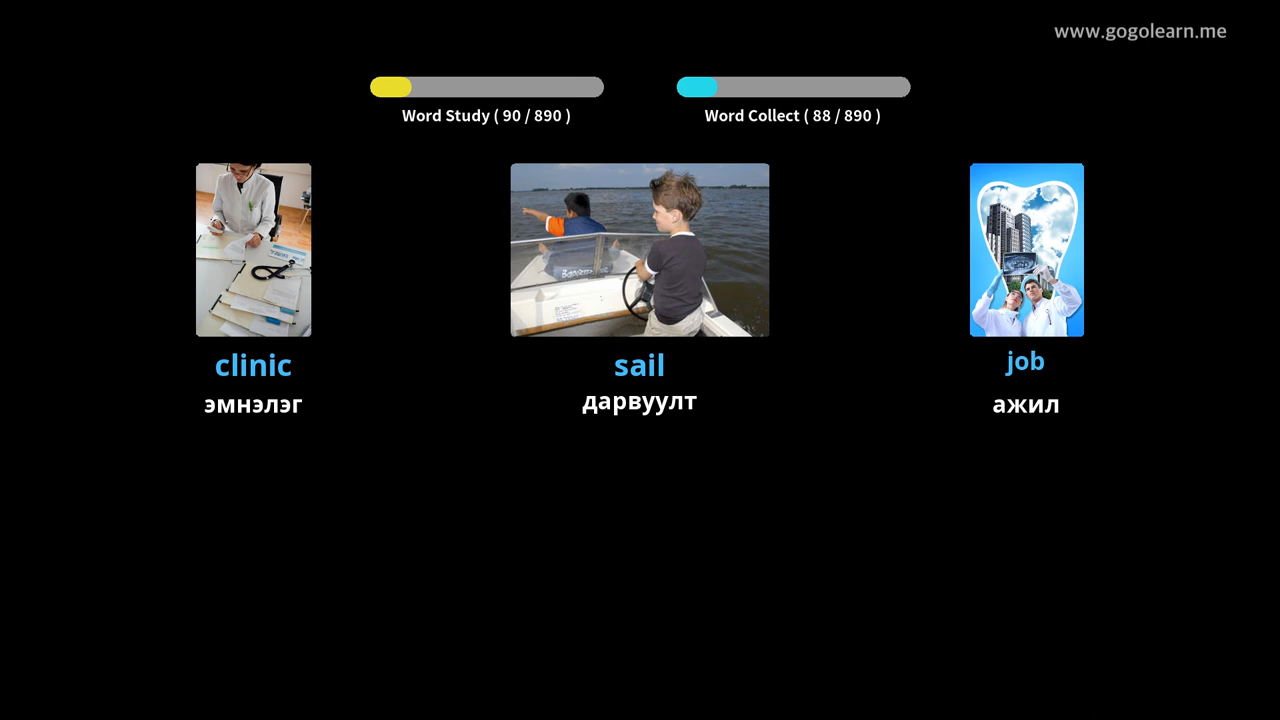 www.gogolearn.me
Word Study ( 90 / 890 )
Word Collect ( 88 / 890 )
clinic
эмнэлэг
sail
дарвуулт
job
ажил